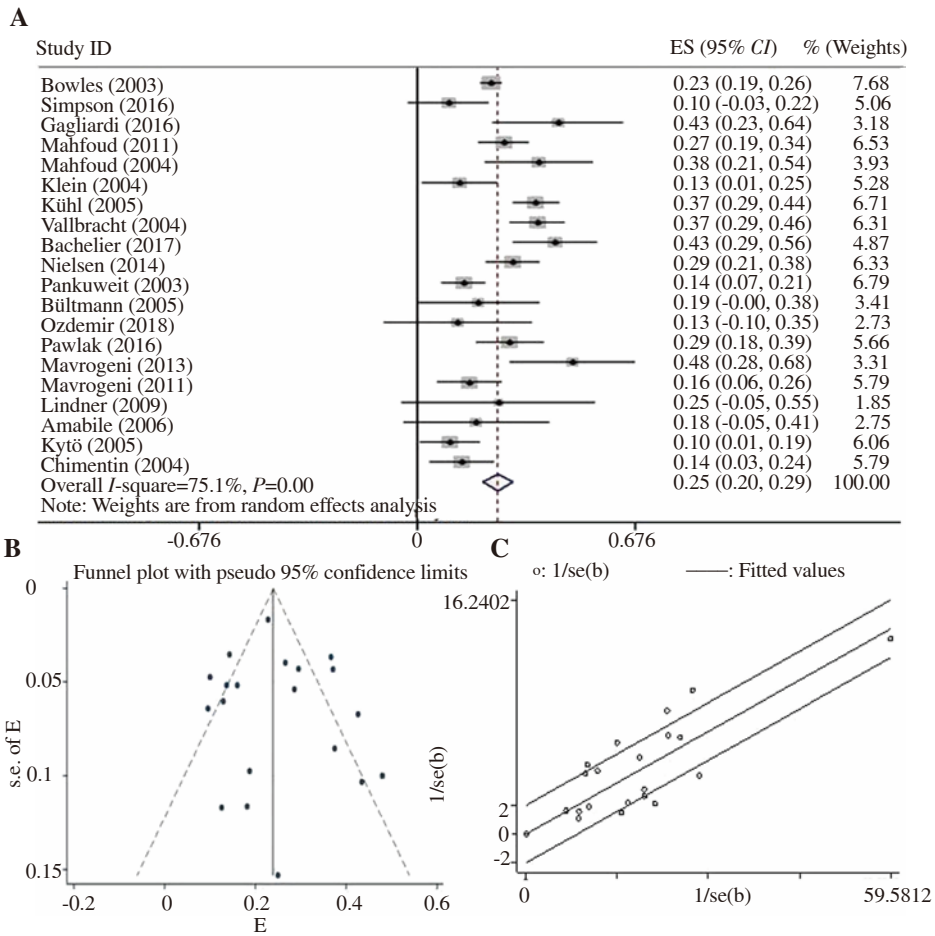 A
Study ID ES (95% CI) % (Weights)
Bowles (2003) 0.23 (0.19, 0.26) 7.68
Simpson (2016) 0.10 (-0.03, 0.22) 5.06
Gagliardi (2016) 0.43 (0.23, 0.64) 3.18
Mahfoud (2011) 0.27 (0.19, 0.34) 6.53
Mahfoud (2004) 0.38 (0.21, 0.54) 3.93
Klein (2004) 0.13 (0.01, 0.25) 5.28
Kühl (2005) 0.37 (0.29, 0.44) 6.71
Vallbracht (2004) 0.37 (0.29, 0.46) 6.31
Bachelier (2017) 0.43 (0.29, 0.56) 4.87
Nielsen (2014) 0.29 (0.21, 0.38) 6.33
Pankuweit (2003) 0.14 (0.07, 0.21) 6.79
Bültmann (2005) 0.19 (-0.00, 0.38) 3.41
Ozdemir (2018) 0.13 (-0.10, 0.35) 2.73
Pawlak (2016) 0.29 (0.18, 0.39) 5.66
Mavrogeni (2013) 0.48 (0.28, 0.68) 3.31
Mavrogeni (2011) 0.16 (0.06, 0.26) 5.79
Lindner (2009) 0.25 (-0.05, 0.55) 1.85
Amabile (2006) 0.18 (-0.05, 0.41) 2.75
Kytö (2005) 0.10 (0.01, 0.19) 6.06
Chimentin (2004) 0.14 (0.03, 0.24) 5.79
Overall I-square=75.1%, P=0.00 0.25 (0.20, 0.29) 100.00
Note: Weights are from random effects analysis
-0.676 0 0.676
B
Funnel plot with pseudo 95% confidence limits
0
0.05
0.1
0.15
s.e. of E
-0.2 0 0.2 0.4 0.6
E
C
o: 1/se(b) ——: Fitted values
16.2402
2
0
-2
1/se(b)
0 1/se(b) 59.5812